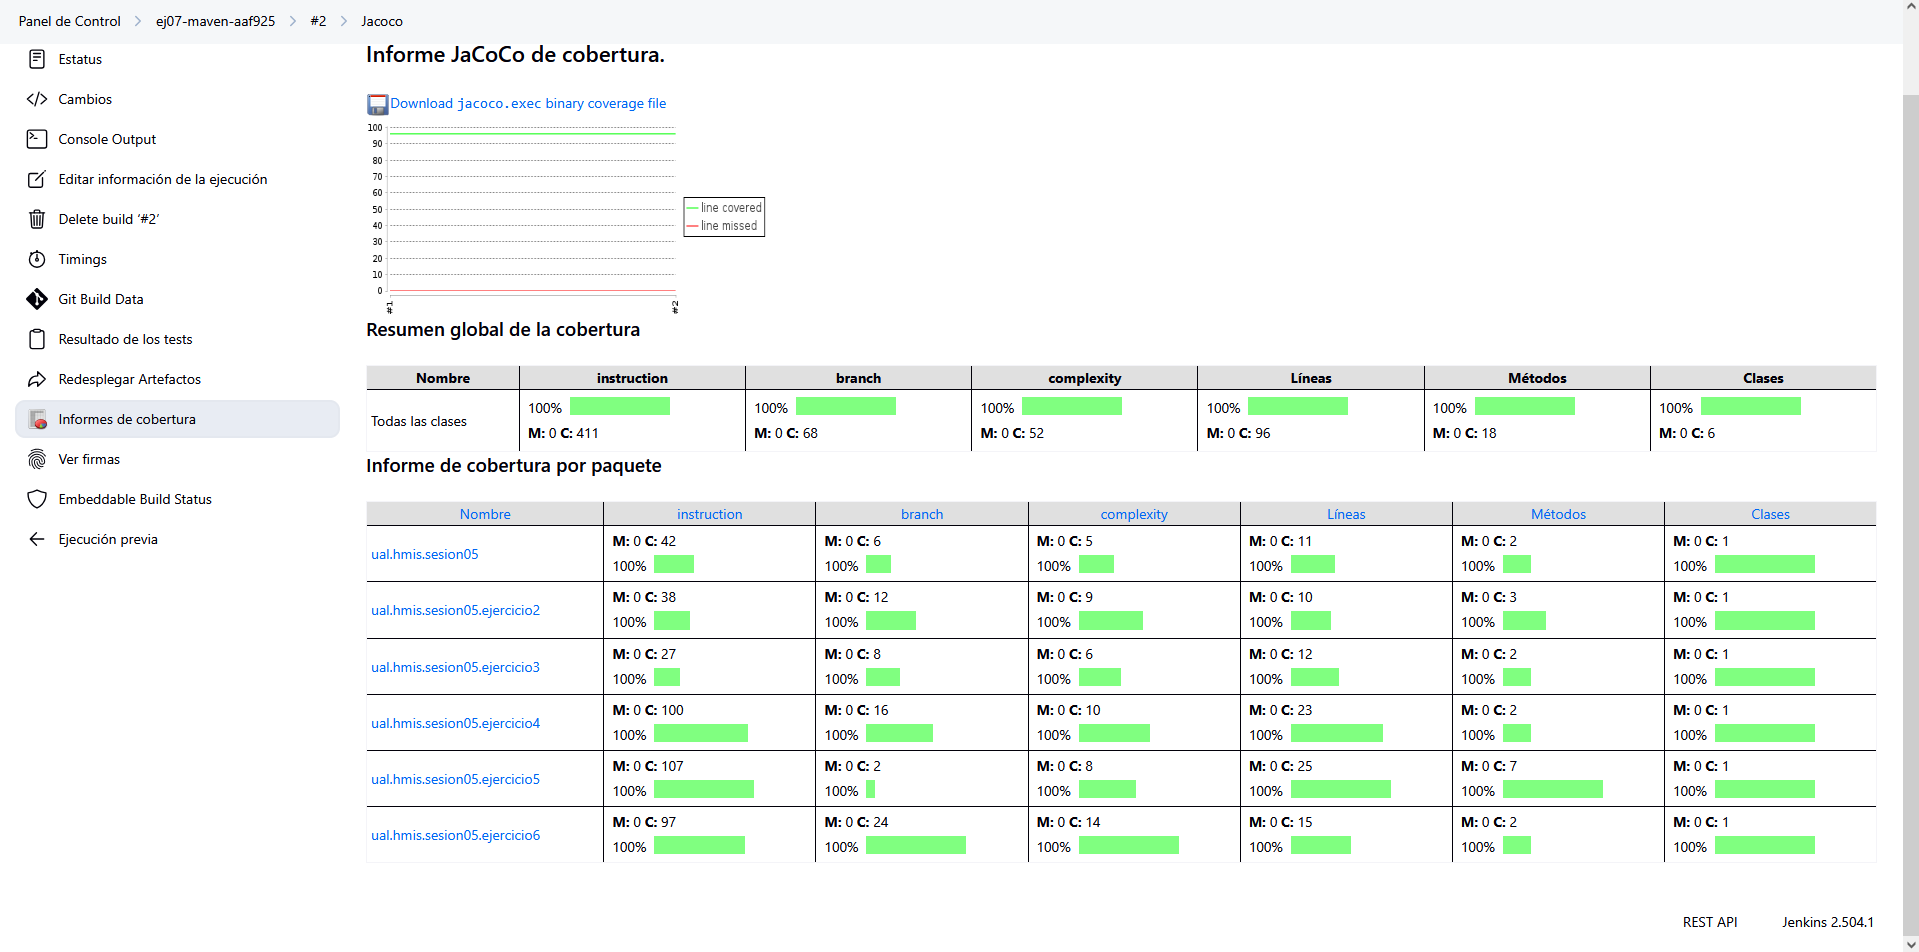 Panel de Control > ej07-maven-aaf925 > #2 > Jacoco
Estatus
Cambios
Console Output
Editar información de la ejecución
Delete build ‘#2’
Timings
Git Build Data
Resultado de los tests
Redesplegar Artefactos
Informes de cobertura
Ver firmas
Embeddable Build Status
Ejecución previa
Informe JaCoCo de cobertura.
Download jacoco.exec binary coverage file
100
90
80
70
60
50
40
30
20
10
0
#1
#2
line covered
line missed
Resumen global de la cobertura
Nombre instruction branch complexity Líneas Métodos Clases
Todas las clases
100% 100% 100% 100% 100% 100%
M: 0 C: 411 M: 0 C: 68 M: 0 C: 52 M: 0 C: 96 M: 0 C: 18 M: 0 C: 6
Informe de cobertura por paquete
Nombre instruction branch complexity Líneas Métodos Clases
ual.hmis.sesion05
M: 0 C: 42 M: 0 C: 6 M: 0 C: 5 M: 0 C: 11 M: 0 C: 2 M: 0 C: 1
100% 100% 100% 100% 100% 100%
ual.hmis.sesion05.ejercicio2
M: 0 C: 38 M: 0 C: 12 M: 0 C: 9 M: 0 C: 10 M: 0 C: 3 M: 0 C: 1
100% 100% 100% 100% 100% 100%
ual.hmis.sesion05.ejercicio3
M: 0 C: 27 M: 0 C: 8 M: 0 C: 6 M: 0 C: 12 M: 0 C: 2 M: 0 C: 1
100% 100% 100% 100% 100% 100%
ual.hmis.sesion05.ejercicio4
M: 0 C: 100 M: 0 C: 16 M: 0 C: 10 M: 0 C: 23 M: 0 C: 2 M: 0 C: 1
100% 100% 100% 100% 100% 100%
ual.hmis.sesion05.ejercicio5
M: 0 C: 107 M: 0 C: 2 M: 0 C: 8 M: 0 C: 25 M: 0 C: 7 M: 0 C: 1
100% 100% 100% 100% 100% 100%
ual.hmis.sesion05.ejercicio6
M: 0 C: 97 M: 0 C: 24 M: 0 C: 14 M: 0 C: 15 M: 0 C: 2 M: 0 C: 1
100% 100% 100% 100% 100% 100%
REST API Jenkins 2.504.1